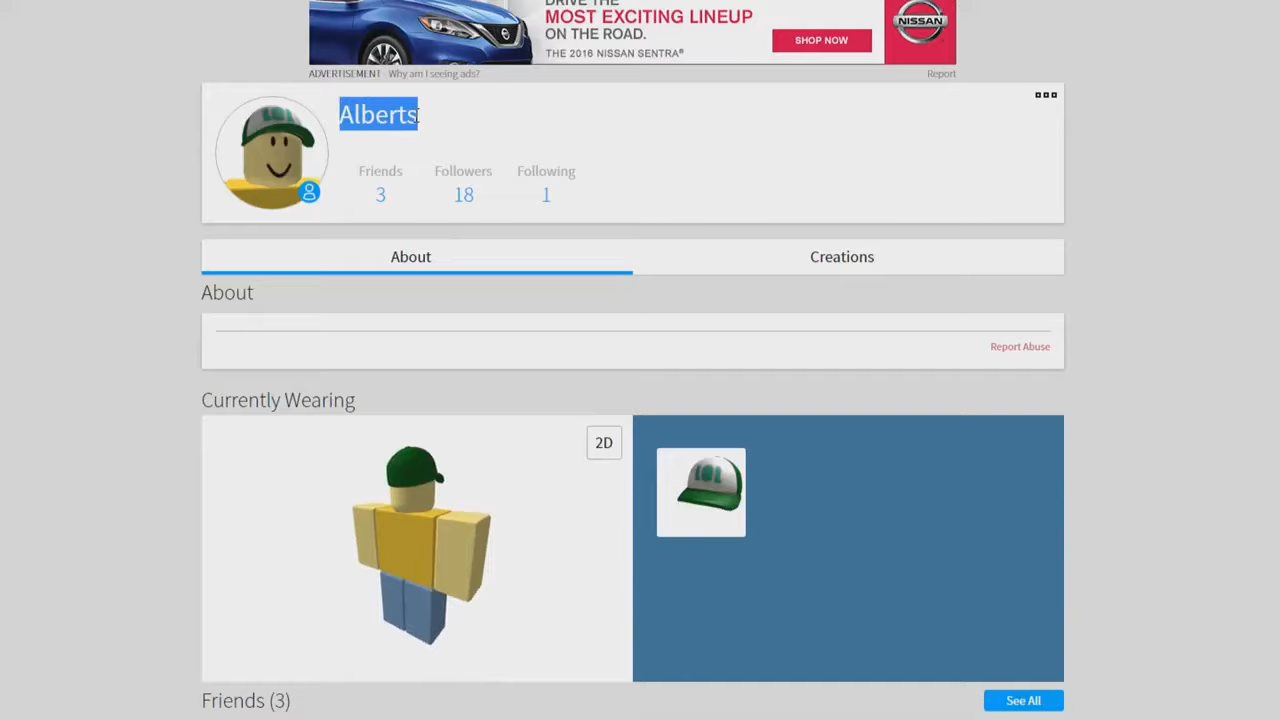 DRIVE THE
MOST EXCITING LINEUP
ON THE ROAD.
THE 2016 NISSAN SENTRA®
SHOP NOW
NISSAN
ADVERTISEMENT Why am I seeing ads?
Report
Alberts
Friends Followers Following
3 18 1
About Creations
About
Report Abuse
Currently Wearing
2D
101
Friends (3)
See All